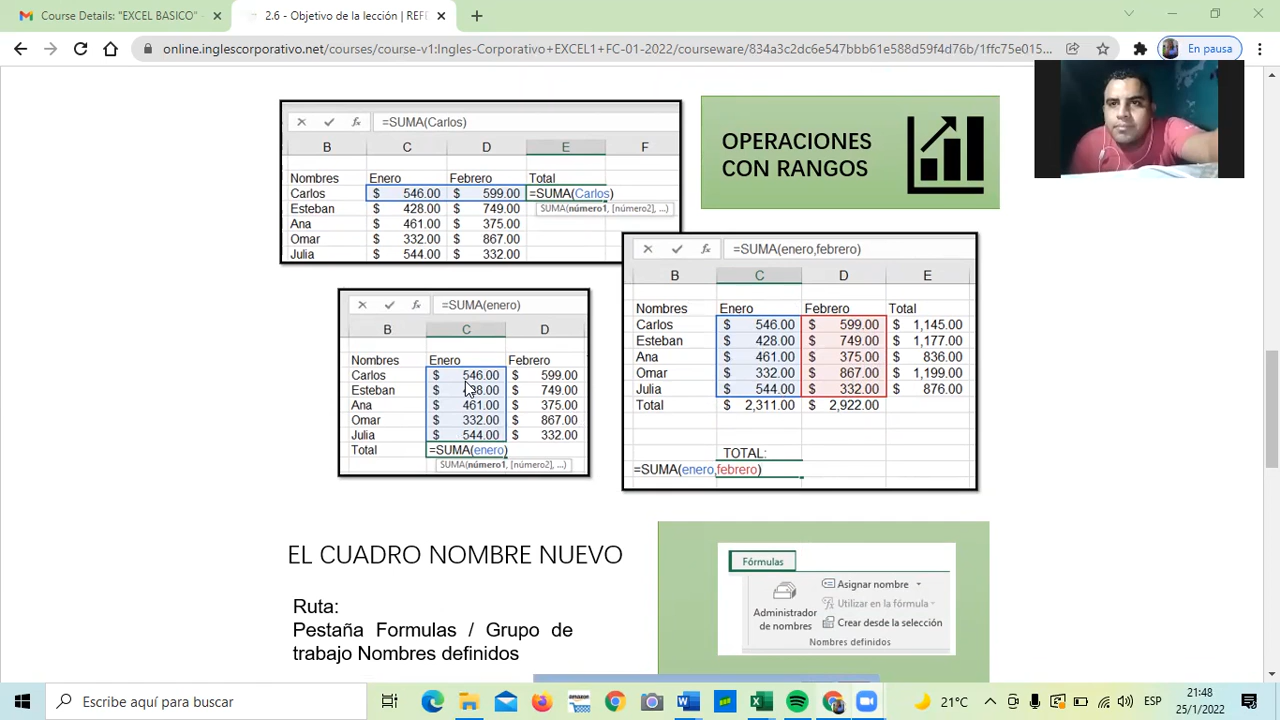 Course Details: "EXCEL BASICO" -
2.6 - Objetivo de la lección | REFE
online.inglescorporativo.net/courses/course-v1:Ingles-Corporativo+EXCEL1+FC-01-2022/courseware/834a3c2dc6e547bbb61e588d59f4d76b/1ffc75e015...
En pausa
=SUMA(Carlos)
B C D E F
Nombres Enero Febrero Total
Carlos $ 546.00 $ 599.00 =SUMA(Carlos)
Esteban $ 428.00 $ 749.00 SUMA(número1, [número2], ...)
Ana $ 461.00 $ 375.00
Omar $ 332.00 $ 867.00
Julia $ 544.00 $ 332.00
OPERACIONES
CON RANGOS
=SUMA(enero)
B C D
Nombres Enero Febrero
Carlos $ 546.00 $ 599.00
Esteban $ 428.00 $ 749.00
Ana $ 461.00 $ 375.00
Omar $ 332.00 $ 867.00
Julia $ 544.00 $ 332.00
Total =SUMA(enero)
SUMA(número1, [número2], ...)
=SUMA(enero,febrero)
B C D E
Nombres Enero Febrero Total
Carlos $ 546.00 $ 599.00 $ 1,145.00
Esteban $ 428.00 $ 749.00 $ 1,177.00
Ana $ 461.00 $ 375.00 $ 836.00
Omar $ 332.00 $ 867.00 $ 1,199.00
Julia $ 544.00 $ 332.00 $ 876.00
Total $ 2,311.00 $ 2,922.00
TOTAL:
=SUMA(enero,febrero)
EL CUADRO NOMBRE NUEVO
Ruta:
Pestaña Formulas / Grupo de
trabajo Nombres definidos
Fórmulas
Administrador
de nombres
Asignar nombre
Utilizar en la fórmula
Crear desde la selección
Nombres definidos
Escribe aquí para buscar
21°C
ESP
21:48
25/1/2022